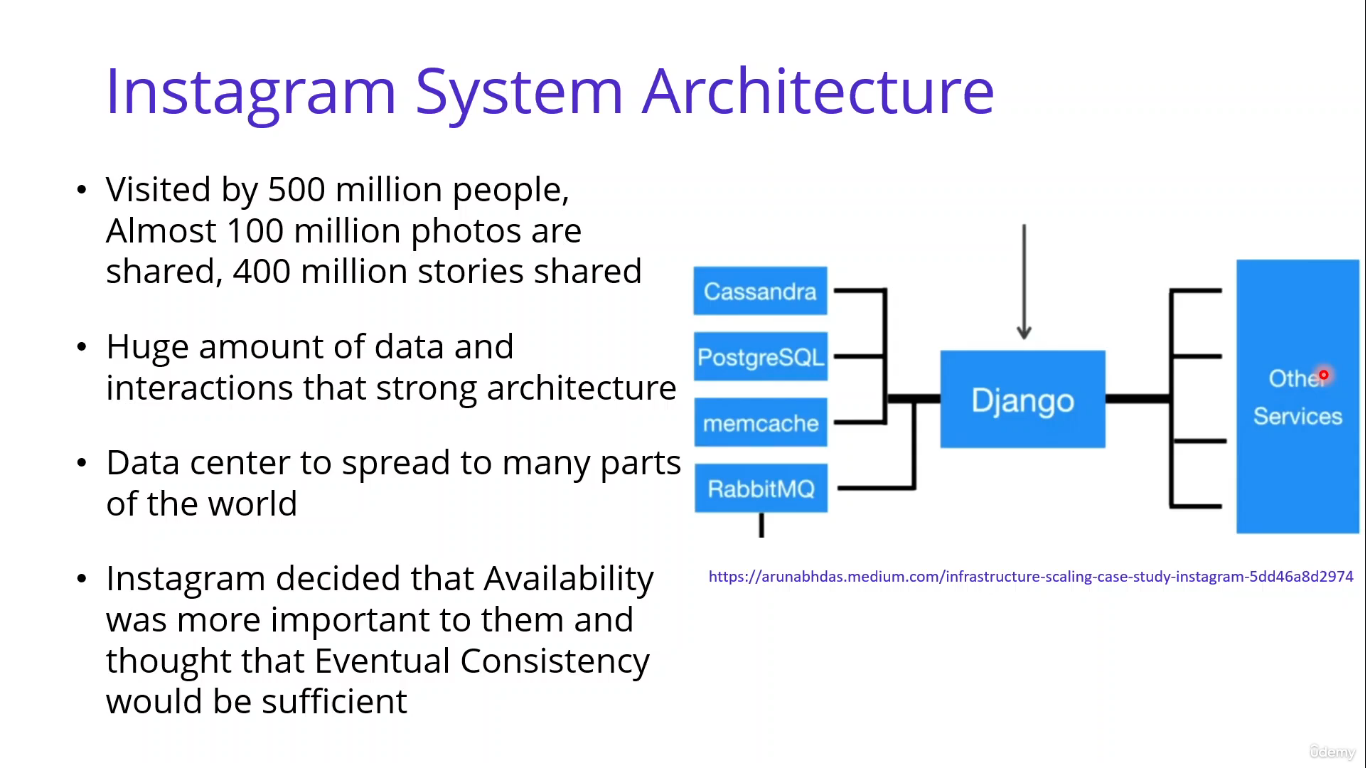 Instagram System Architecture
• Visited by 500 million people,
Almost 100 million photos are
shared, 400 million stories shared
• Huge amount of data and
interactions that strong architecture
• Data center to spread to many parts
of the world
• Instagram decided that Availability
was more important to them and
thought that Eventual Consistency
would be sufficient
Cassandra
PostgreSQL
memcache
RabbitMQ
Django
Other
Services
https://arunabhdas.medium.com/infrastructure-scaling-case-study-instagram-5dd46a8d2974
ûdemy